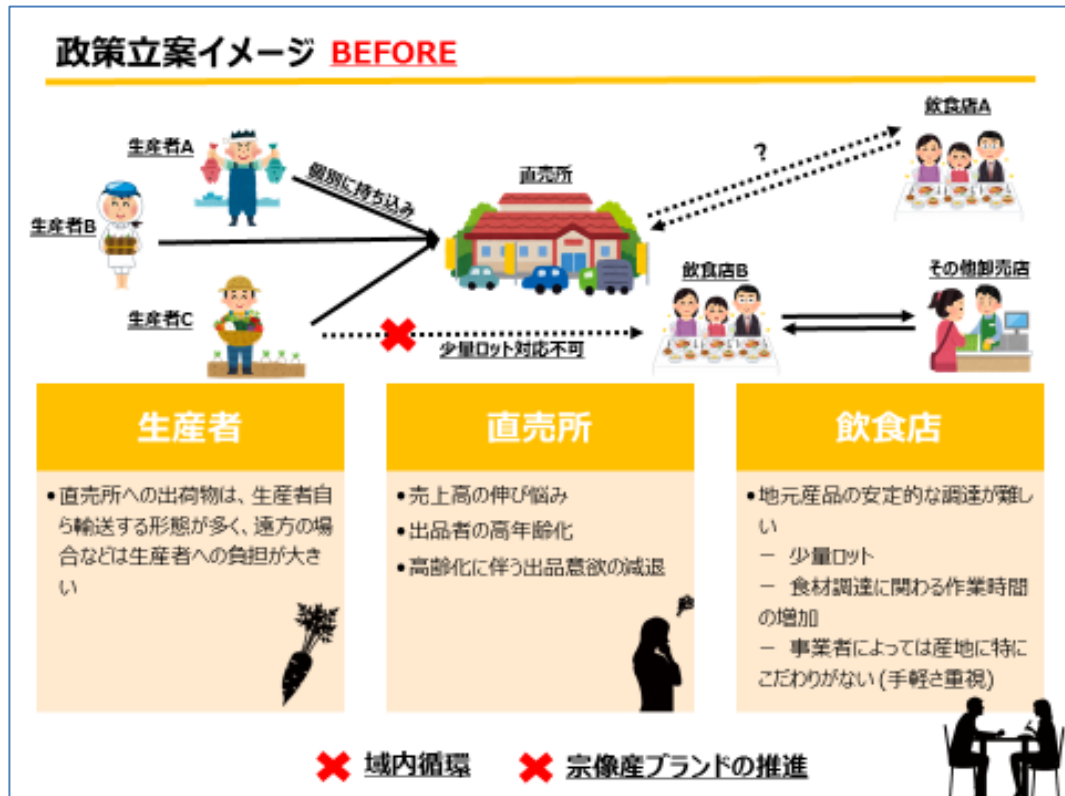 政策立案イメージ BEFORE
飲食店A
生産者A
?
個別に持ち込み
直売所
生産者B
飲食店B
その他卸売店
生産者C
少量ロット対応不可
生産者
直売所への出荷物は、生産者自
ら輸送する形態が多く、遠方の場
合などは生産者への負担が大き
い
直売所
売上高の伸び悩み
出品者の高年齢化
高齢化に伴う出品意欲の減退
飲食店
地元産品の安定的な調達が難し
い
― 少量ロット
― 食材調達に関わる作業時間
の増加
― 事業者によっては産地に特に
こだわりがない (手軽さ重視)
域内循環
宗像産ブランドの推進